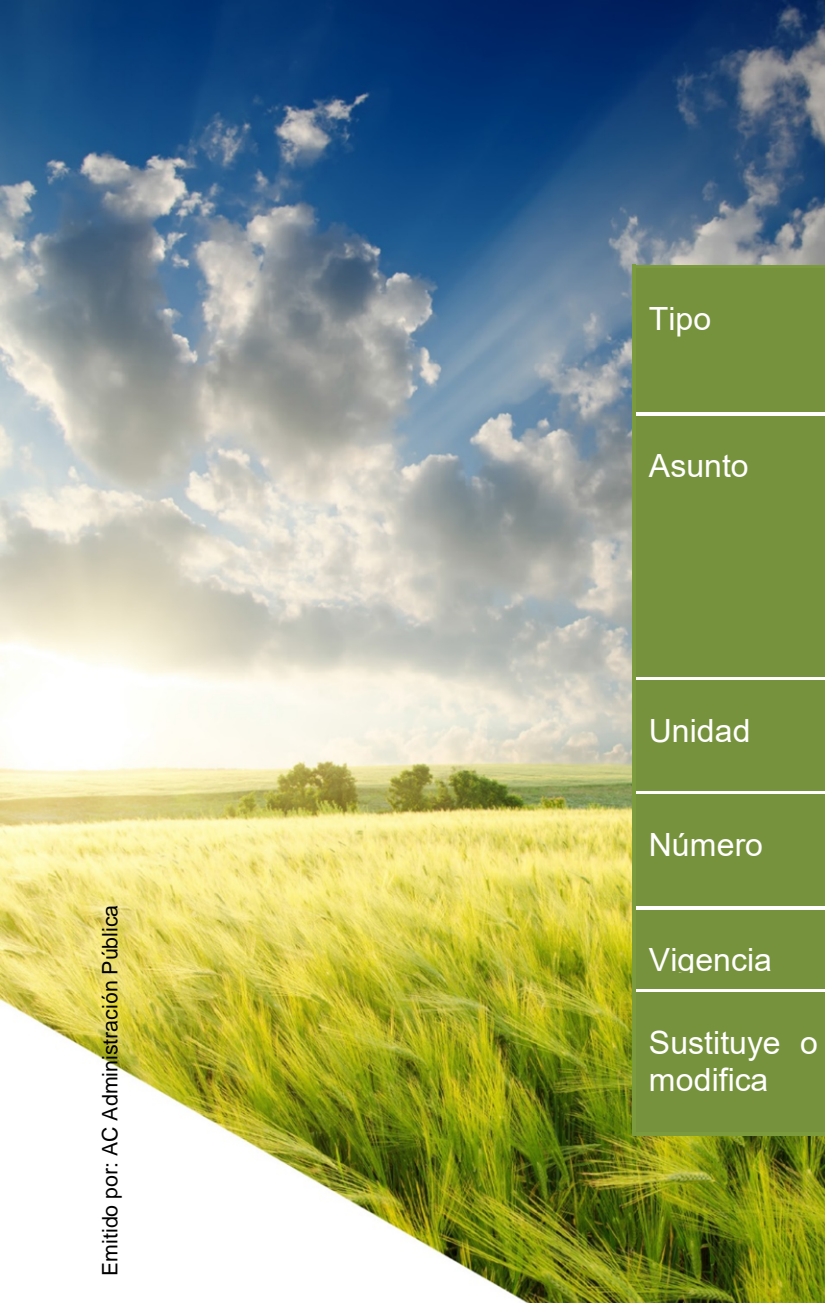 Tipo
Asunto
Unidad
Número
Vigencia
Sustituye o
modifica
Emitido por: AC Administración Pública